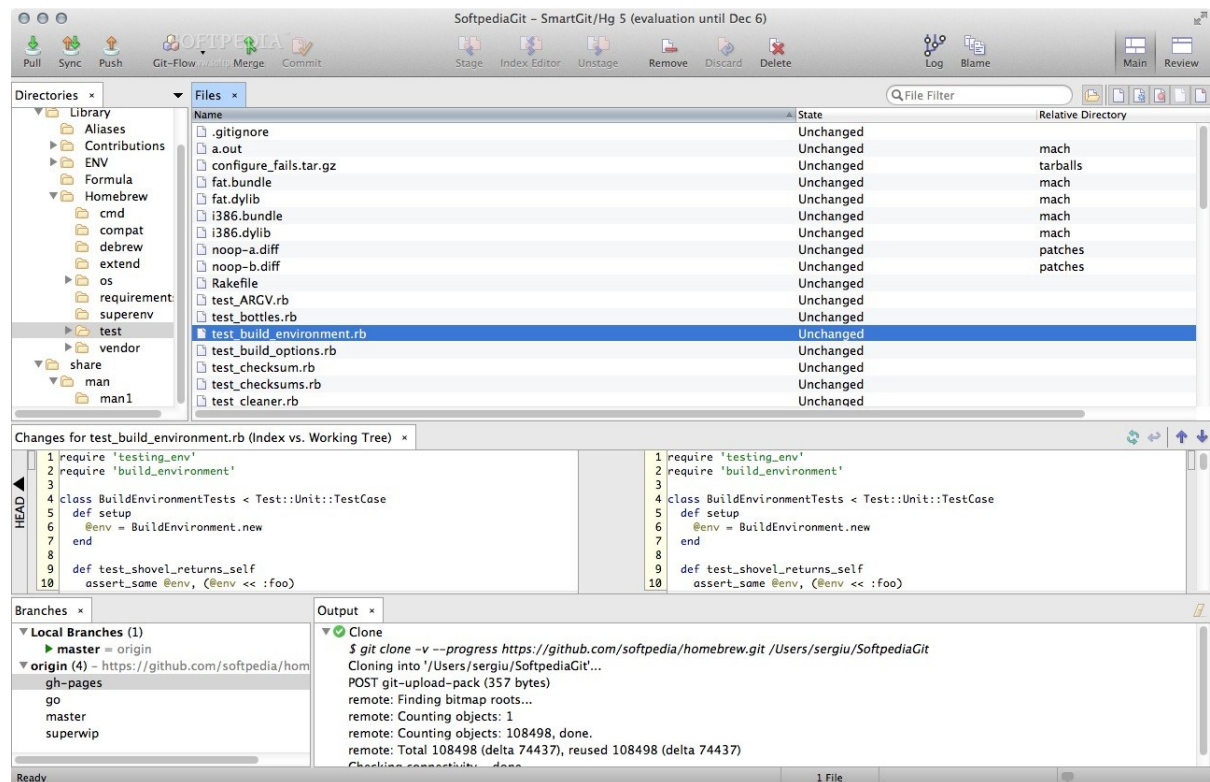 SoftpediaGit – SmartGit/Hg 5 (evaluation until Dec 6)
SOFTPEDIA
Pull Sync Push Git-Flow Merge Commit Stage Index Editor Unstage Remove Discard Delete Log Blame Main Review
Directories × Files × File Filter
Name State Relative Directory
Library
Aliases
Contributions
ENV
Formula
Homebrew
cmd
compat
debrew
extend
os
requirement
superenv
test
vendor
share
man
man1
.gitignore Unchanged
a.out Unchanged mach
configure_fails.tar.gz Unchanged tarballs
fat.bundle Unchanged mach
fat.dylib Unchanged mach
i386.bundle Unchanged mach
i386.dylib Unchanged mach
noop-a.diff Unchanged patches
noop-b.diff Unchanged patches
Rakefile Unchanged
test_ARGV.rb Unchanged
test_bottles.rb Unchanged
test_build_environment.rb Unchanged
test_build_options.rb Unchanged
test_checksum.rb Unchanged
test_checksums.rb Unchanged
test_cleaner.rb Unchanged
Changes for test_build_environment.rb (Index vs. Working Tree) ×
HEAD
1 require 'testing_env'
2 require 'build_environment'
3
4 class BuildEnvironmentTests < Test::Unit::TestCase
5 def setup
6 @env = BuildEnvironment.new
7 end
8
9 def test_shovel_returns_self
10 assert_same @env, (@env << :foo)
1 require 'testing_env'
2 require 'build_environment'
3
4 class BuildEnvironmentTests < Test::Unit::TestCase
5 def setup
6 @env = BuildEnvironment.new
7 end
8
9 def test_shovel_returns_self
10 assert_same @env, (@env << :foo)
Branches ×
Local Branches (1)
master = origin
origin (4) – https://github.com/softpedia/hom
gh-pages
go
master
superwip
Output ×
Clone
$ git clone -v --progress https://github.com/softpedia/homebrew.git /Users/sergiu/SoftpediaGit
Cloning into '/Users/sergiu/SoftpediaGit'...
POST git-upload-pack (357 bytes)
remote: Finding bitmap roots...
remote: Counting objects: 1
remote: Counting objects: 108498, done.
remote: Total 108498 (delta 74437), reused 108498 (delta 74437)
Checking connectivity... done
Ready 1 File